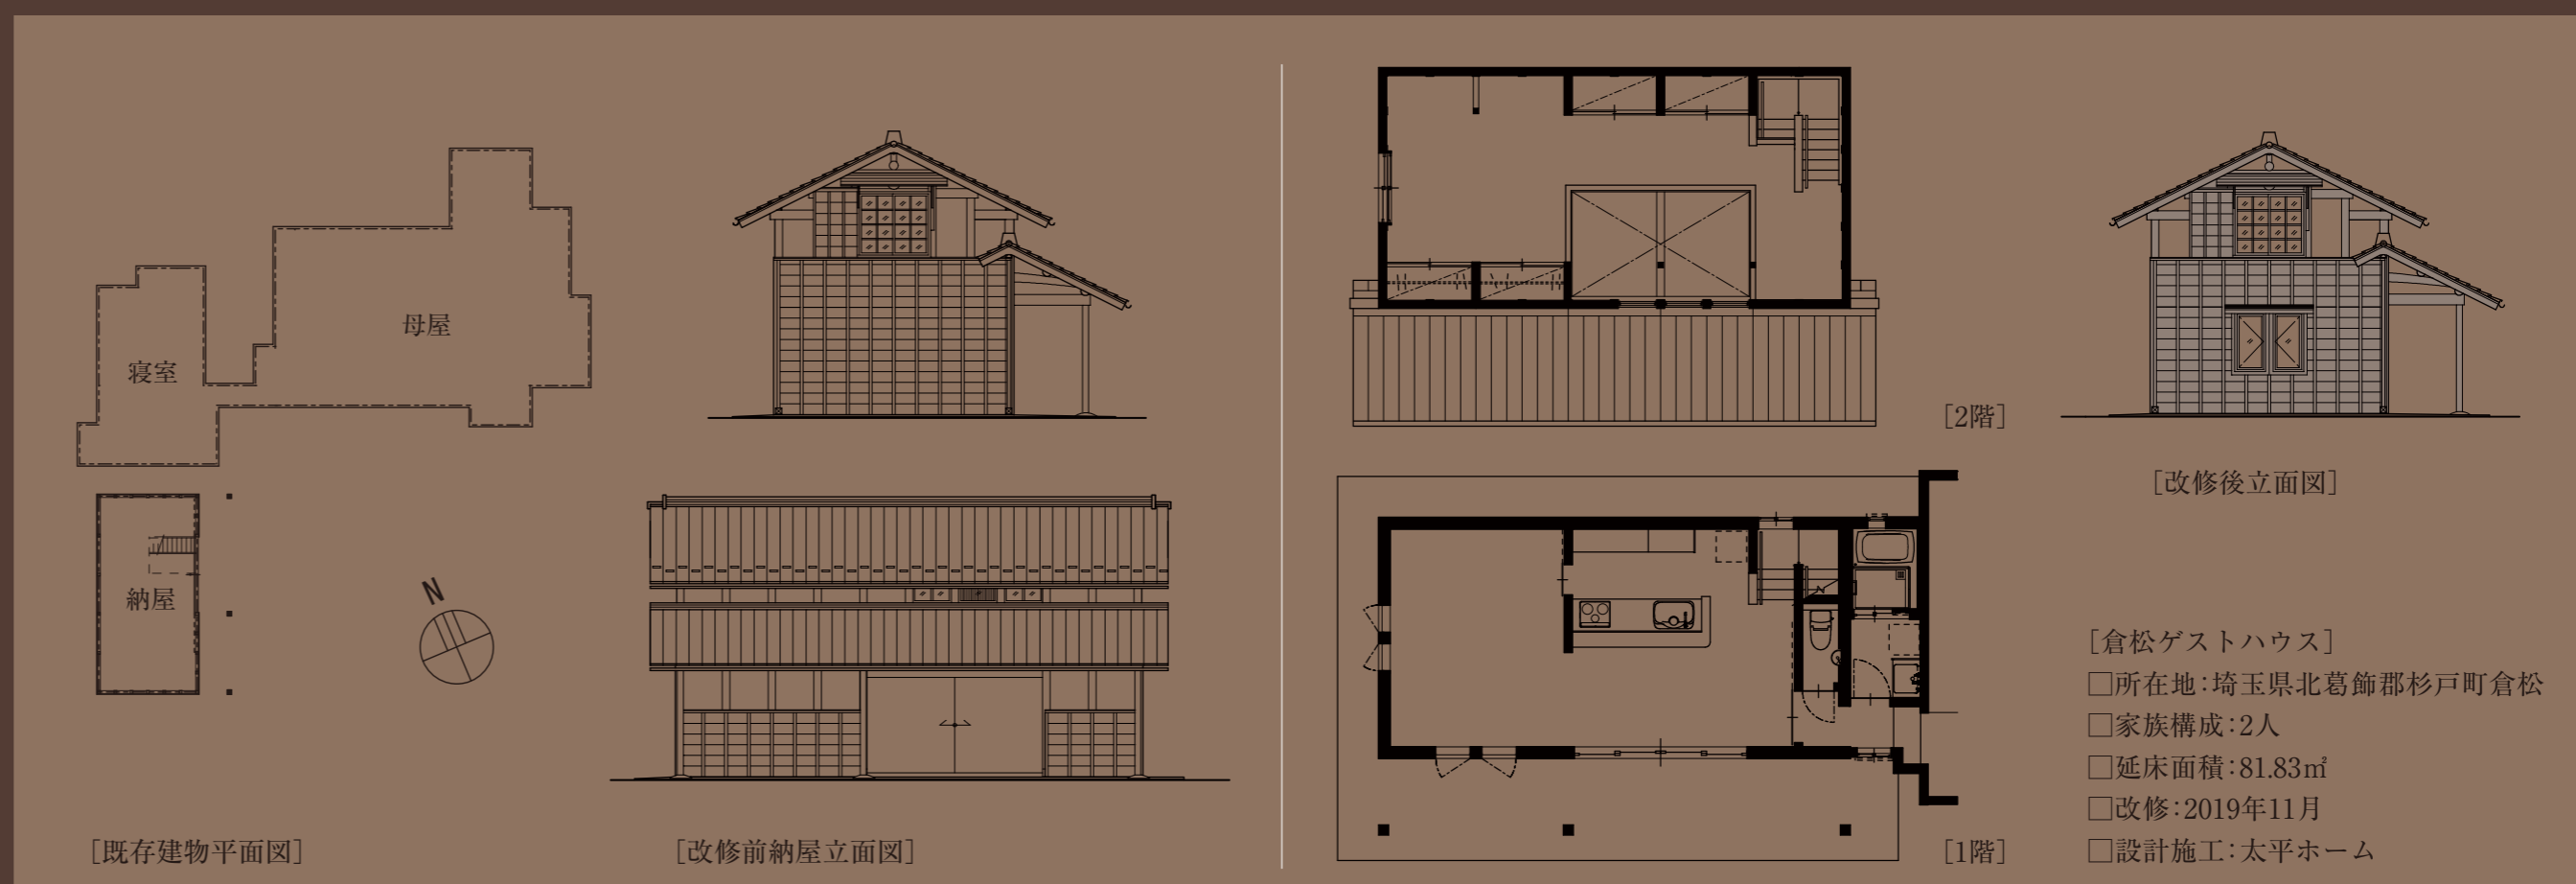 母屋
寝室
納屋
N
[既存建物平面図]
[改修前納屋立面図]
[2階]
[1階]
[改修後立面図]
[倉松ゲストハウス]
□所在地:埼玉県北葛飾郡杉戸町倉松
□家族構成:2人
□延床面積:81.83㎡
□改修:2019年11月
□設計施工:太平ホーム